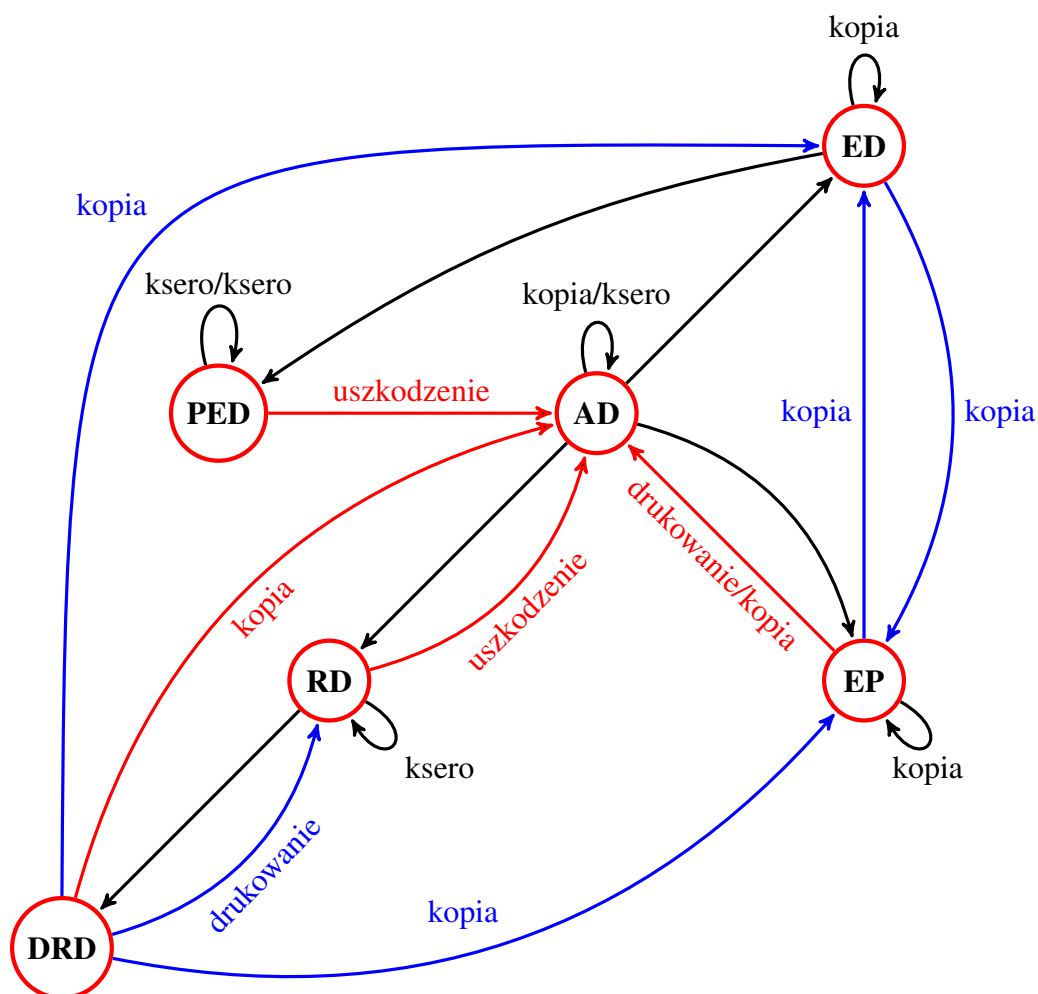 kopia
ED
kopia
ksero/ksero
kopia/ksero
uszkodzenie
PED
AD
kopia
kopia
drukowanie/kopia
kopia
uszkodzenie
RD
EP
ksero
kopia
drukowanie
kopia
DRD